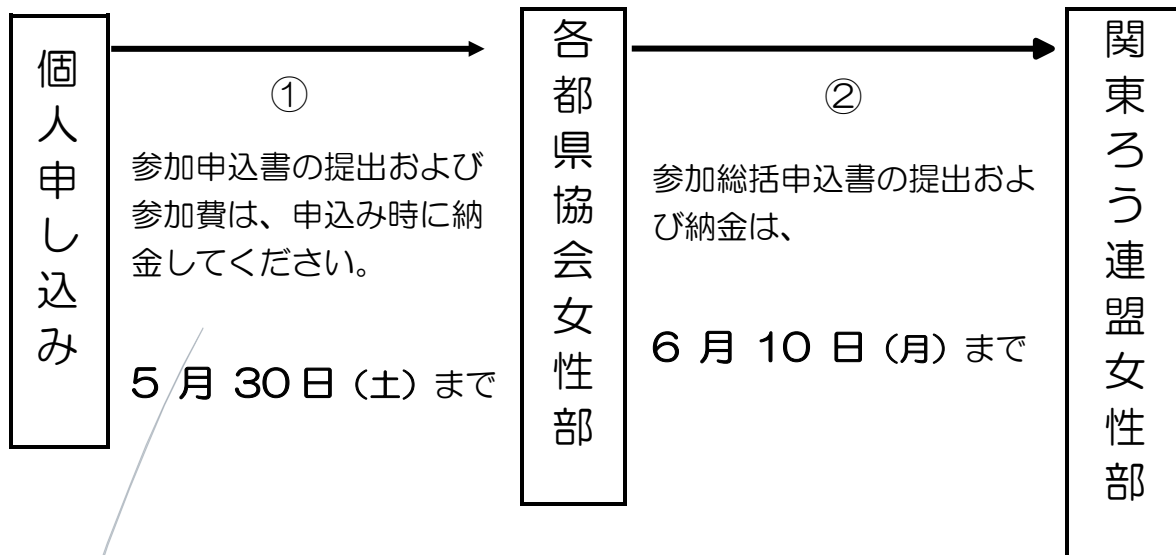 個人申し込み
①
参加申込書の提出および
参加費は、申込み時に納
金してください。
5月30日(土)まで
各都県協会女性部
②
参加総括申込書の提出およ
び納金は、
6月10日(月)まで
関東ろう連盟女性部